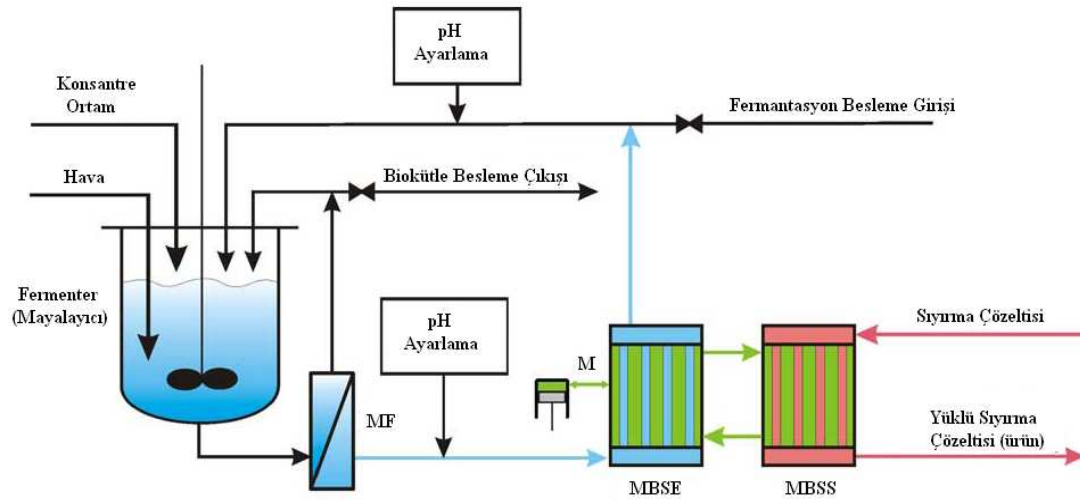 pH
Ayarlama
Konsantre
Ortam
Fermantasyon Besleme Girişi
Hava
Biokütle Besleme Çıkışı
Fermenter
(Mayalayıcı)
pH
Ayarlama
Sıyırma Çözeltisi
M
MF
Yüklü Sıyırma
Çözeltisi (ürün)
MBSE
MBSS